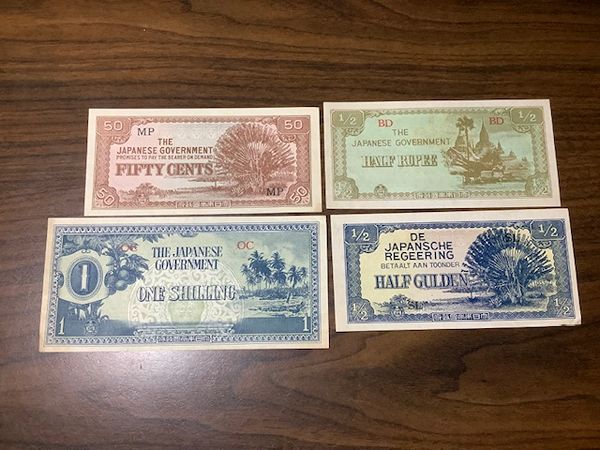 50
50
MP
THE
JAPANESE GOVERNMENT
PROMISES TO PAY THE BEARER ON DEMAND
FIFTY CENTS
MP
50
50
1/2
1/2
BD
BD
THE
JAPANESE GOVERNMENT
HALF RUPEE
1/2
1/2
OC
OC
THE JAPANESE
GOVERNMENT
1
ONE SHILLING
1
1
1/2
1/2
DE
JAPANSCHE
REGEERING
BETAALT AAN TOONDER
HALF GULDEN
SL
SL
1/2
1/2